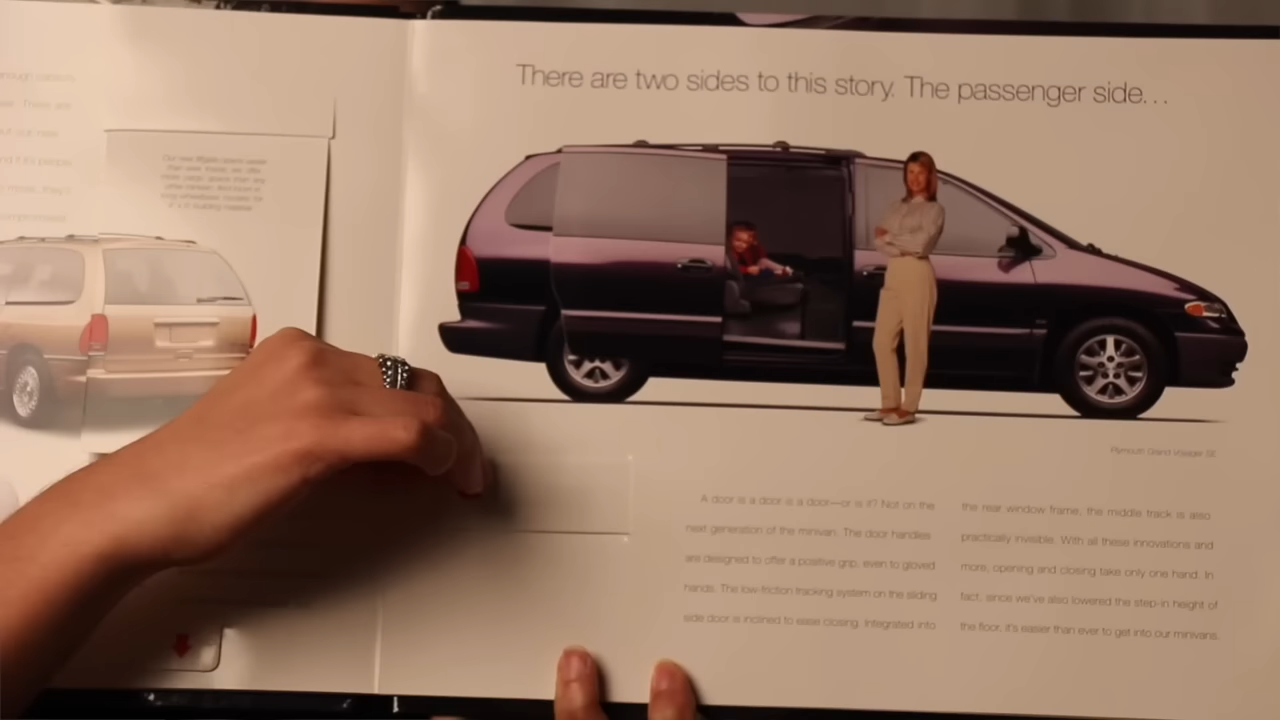 There are two sides to this story. The passenger side...
Our new liftgate opens easier
Plymouth Grand Voyager SE
A door is a door is a door—or is it? Not on the
next generation of the minivan. The door handles
are designed to offer a positive grip, even to gloved
hands. The low-friction tracking system on the sliding
side door is inclined to ease closing. Integrated into
the rear window frame, the middle track is also
practically invisible. With all these innovations and
more, opening and closing take only one hand. In
fact, since we've also lowered the step-in height of
the floor, it's easier than ever to get into our minivans.